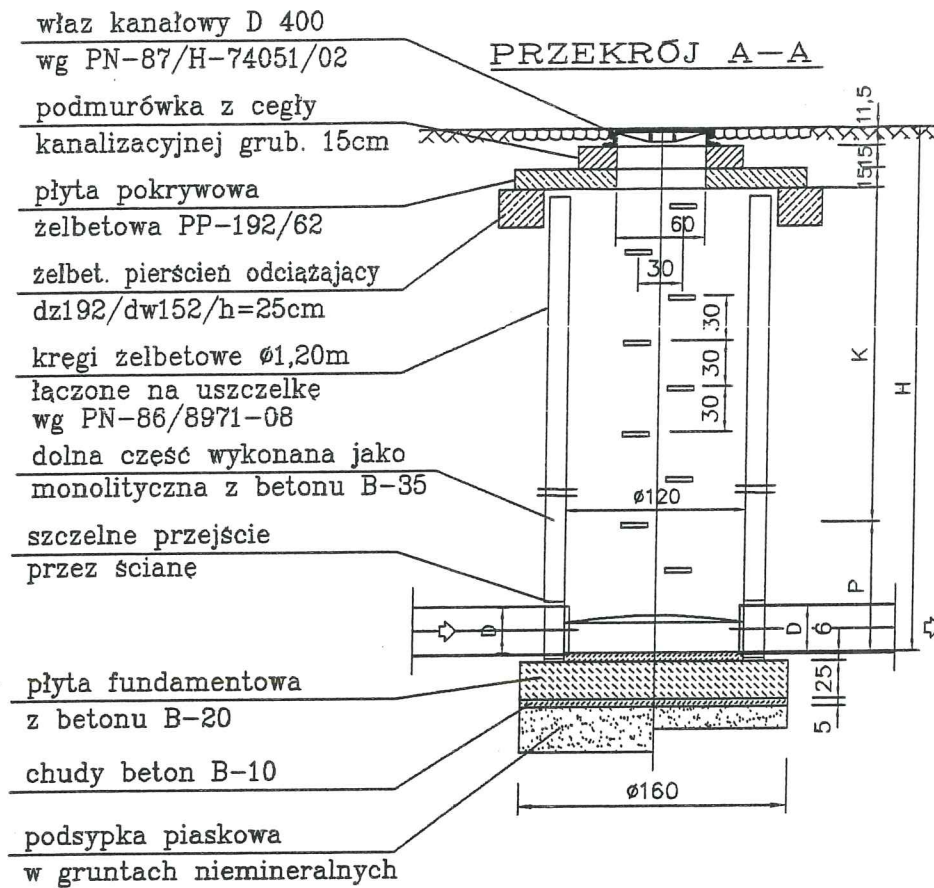 właz kanałowy D 400
wg PN-87/H-74051/02
PRZEKRÓJ A-A
podmurówka z cegły
kanalizacyjnej grub. 15cm
płyta pokrywowa
żelbetowa PP-192/62
żelbet. pierścień odciążający
dz192/dw152/h=25cm
kręgi żelbetowe ø1,20m
łączone na uszczelkę
wg PN-86/8971-08
dolna część wykonana jako
monolityczna z betonu B-35
szczelne przejście
przez ścianę
płyta fundamentowa
z betonu B-20
chudy beton B-10
podsypka piaskowa
w gruntach niemineralnych
11,5
15
15
60
30
30
30
30
K
H
ø120
P
D
D
6
25
5
ø160